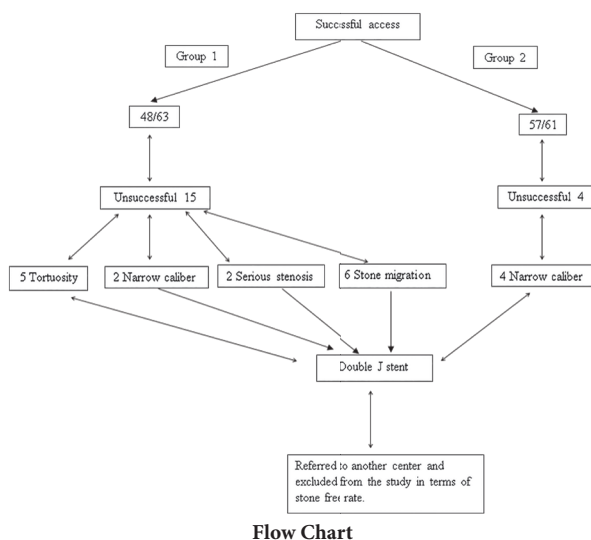 Successful access
Group 1
Group 2
48/63
57/61
Unsuccessful 15
Unsuccessful 4
5 Tortuosity
2 Narrow caliber
2 Serious stenosis
6 Stone migration
4 Narrow caliber
Double J stent
Referred to another center and
excluded from the study in terms of
stone free rate.
Flow Chart